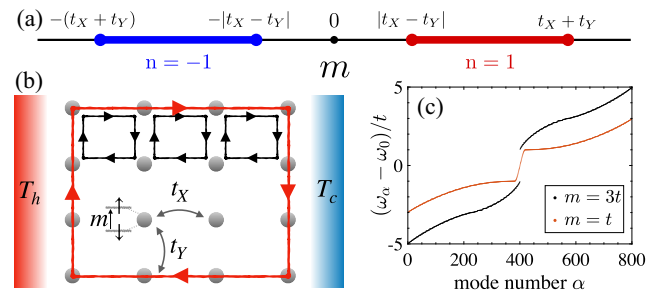 (a)
−(t_X + t_Y) −|t_X − t_Y| 0 |t_X − t_Y| t_X + t_Y
n = −1 m n = 1
(b)
T_h
t_X
m
t_Y
T_c
(c)
(ω_α − ω_0)/t
5
0
-5
m = 3t
m = t
0 200 400 600 800
mode number α